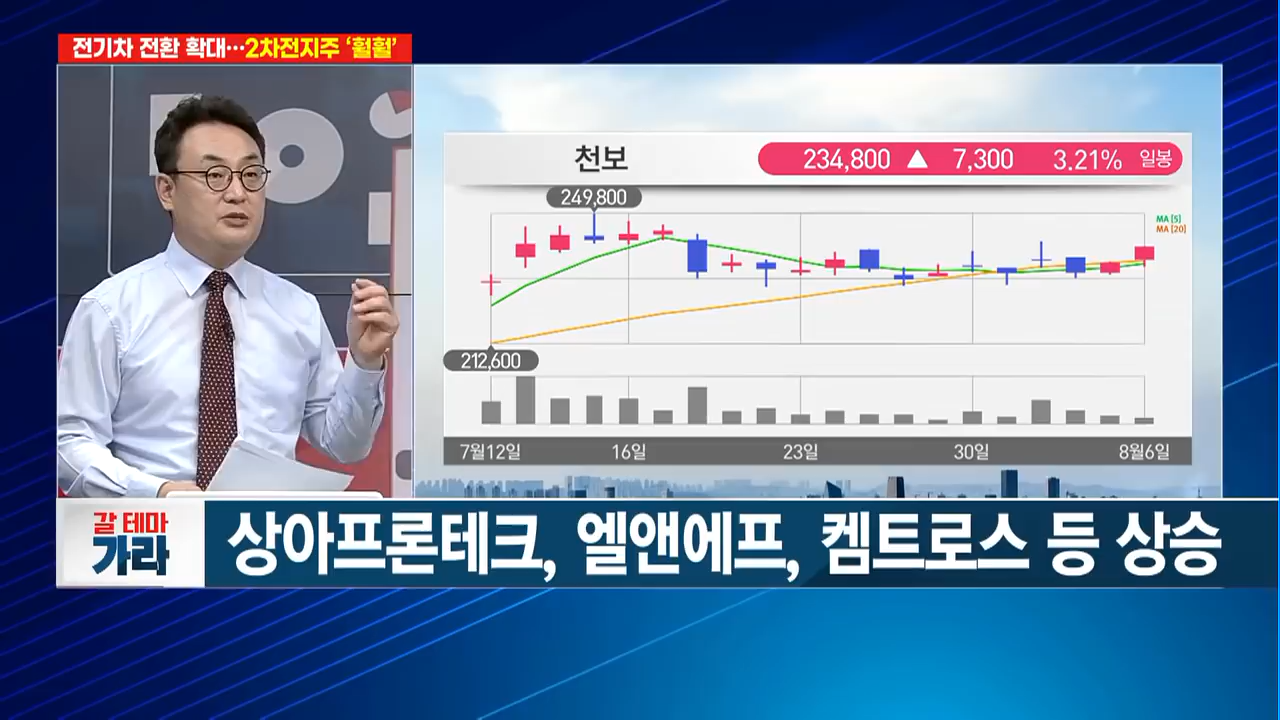 전기차 전환 확대…2차전지주 ‘훨훨’
천보
234,800 ▲ 7,300 3.21% 일봉
249,800
MA [5]
MA [20]
212,600
7월12일 16일 23일 30일 8월6일
갈 테마
가라
상아프론테크, 엘앤에프, 켐트로스 등 상승